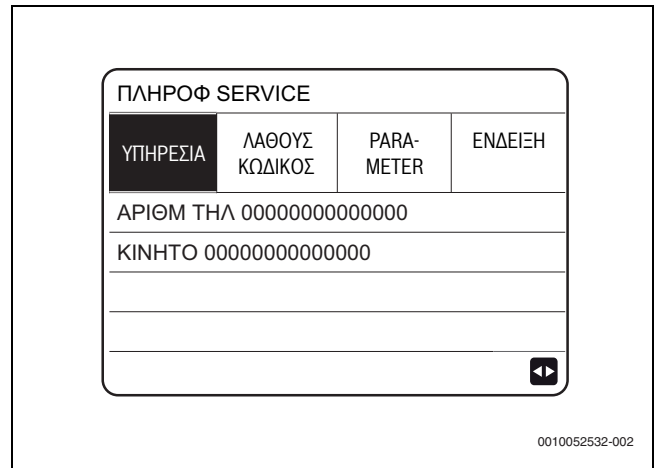 ΠΛΗΡΟΦ SERVICE
ΥΠΗΡΕΣΙΑ ΛΑΘΟΥΣ ΚΩΔΙΚΟΣ PARA-METER ΕΝΔΕΙΞΗ
ΑΡΙΘΜ ΤΗΛ 00000000000000
ΚΙΝΗΤΟ 00000000000000
0010052532-002